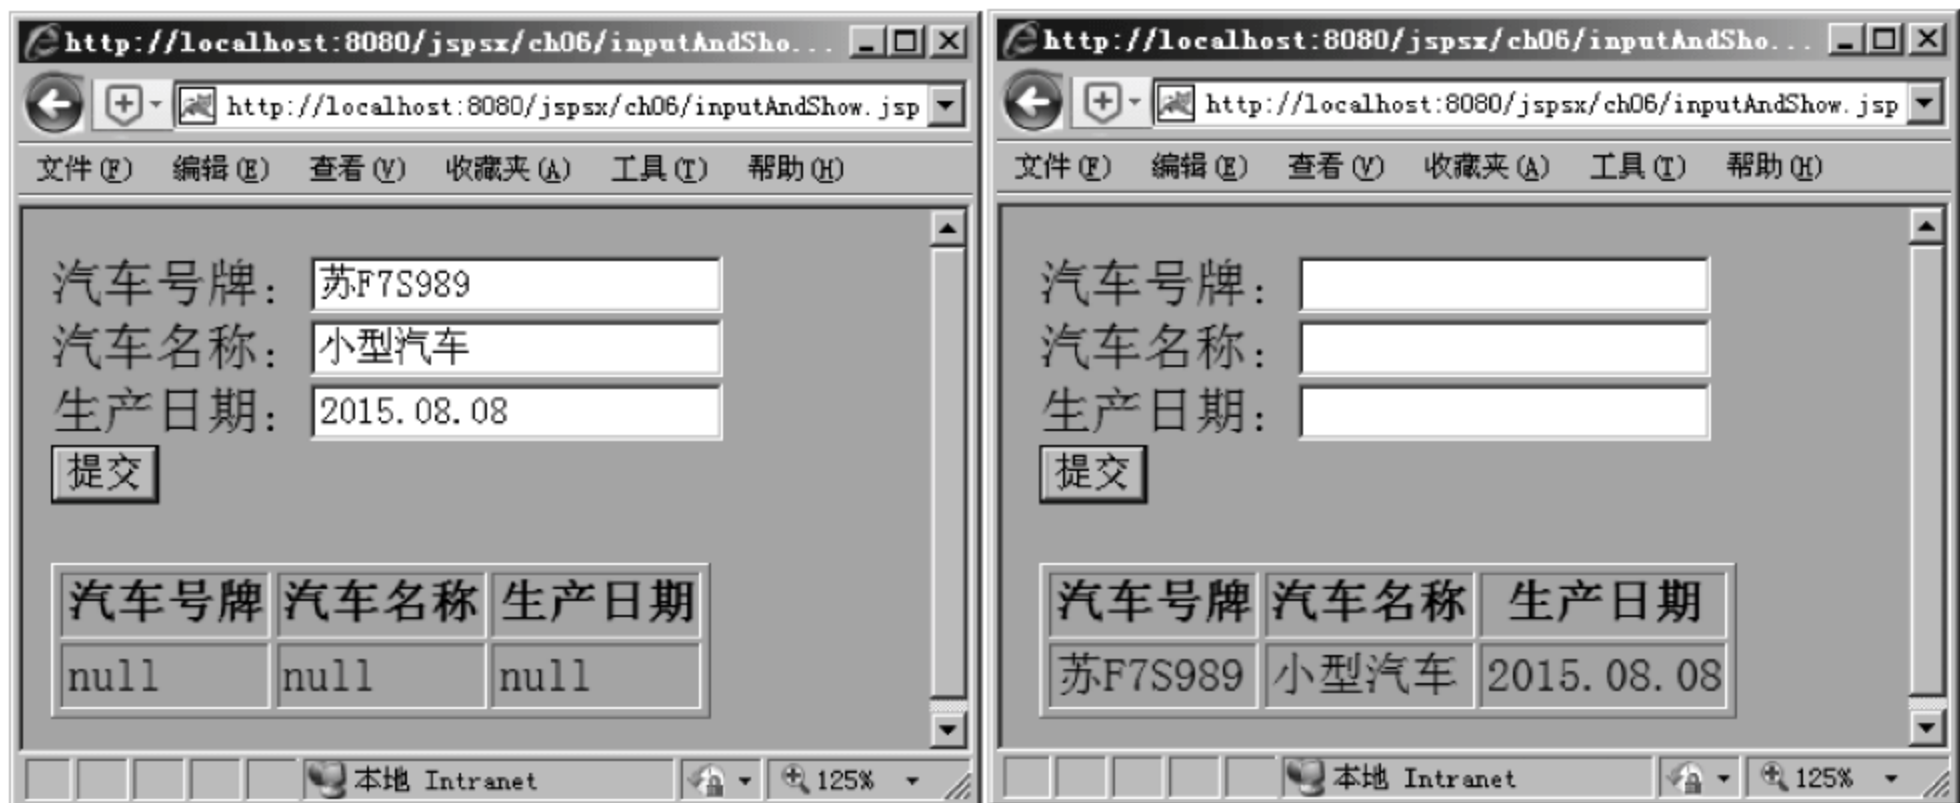 http://localhost:8080/jspsx/ch06/inputAndSho...
http://localhost:8080/jspsx/ch06/inputAndShow.jsp
文件(F) 编辑(E) 查看(V) 收藏夹(A) 工具(T) 帮助(H)
汽车号牌： 苏F7S989
汽车名称： 小型汽车
生产日期： 2015.08.08
提交
汽车号牌 汽车名称 生产日期
null null null
本地 Intranet 125%
http://localhost:8080/jspsx/ch06/inputAndSho...
http://localhost:8080/jspsx/ch06/inputAndShow.jsp
文件(F) 编辑(E) 查看(V) 收藏夹(A) 工具(T) 帮助(H)
汽车号牌：
汽车名称：
生产日期：
提交
汽车号牌 汽车名称 生产日期
苏F7S989 小型汽车 2015.08.08
本地 Intranet 125%